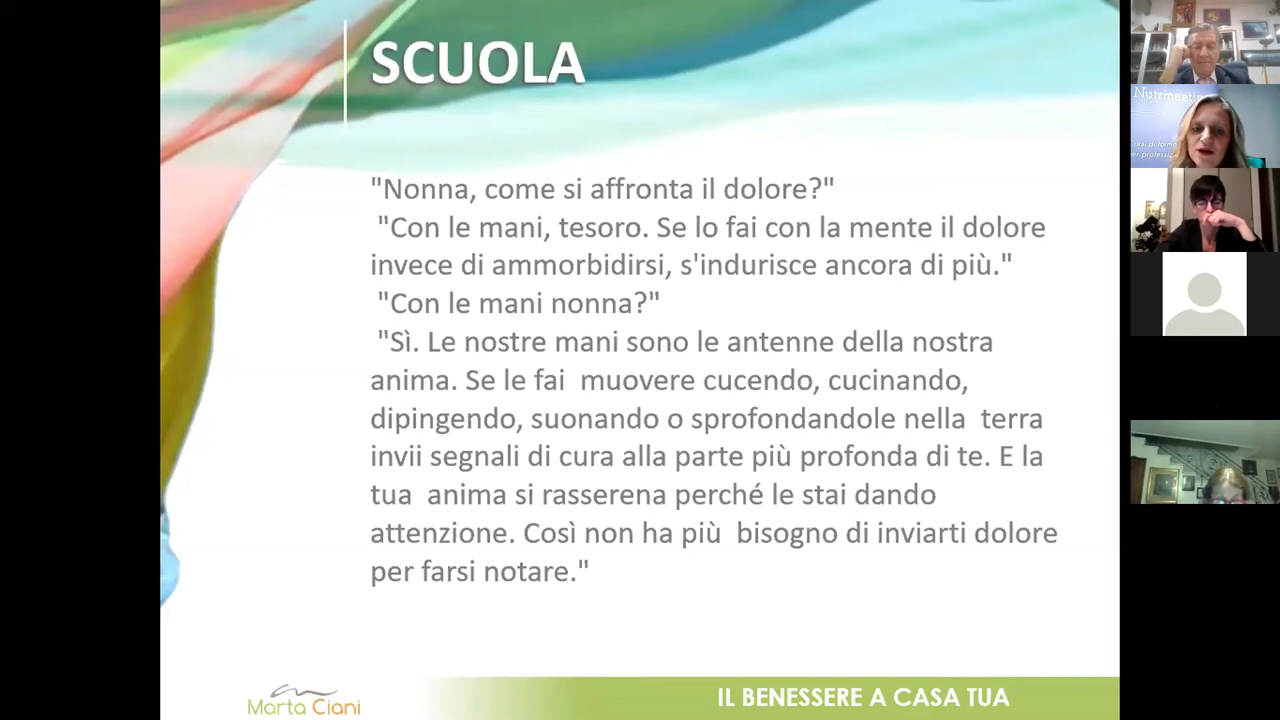 SCUOLA
"Nonna, come si affronta il dolore?"
"Con le mani, tesoro. Se lo fai con la mente il dolore
invece di ammorbidirsi, s'indurisce ancora di più."
"Con le mani nonna?"
"Sì. Le nostre mani sono le antenne della nostra
anima. Se le fai muovere cucendo, cucinando,
dipingendo, suonando o sprofondandole nella terra
invii segnali di cura alla parte più profonda di te. E la
tua anima si rasserena perché le stai dando
attenzione. Così non ha più bisogno di inviarti dolore
per farsi notare."
Marta Ciani
IL BENESSERE A CASA TUA